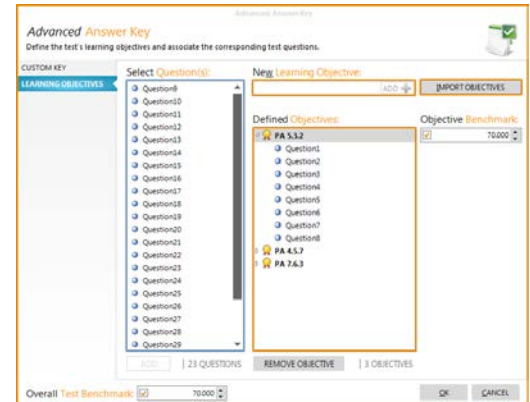 Advanced Answer Key
Advanced Answer Key
Define the test's learning objectives and associate the corresponding test questions.
CUSTOM KEY
LEARNING OBJECTIVES
Select Question(s):
Question9
Question10
Question11
Question12
Question13
Question14
Question15
Question16
Question17
Question18
Question19
Question20
Question21
Question22
Question23
Question24
Question25
Question26
Question27
Question28
Question29
ADD | 23 QUESTIONS
New Learning Objective:
ADD
IMPORT OBJECTIVES
Defined Objectives:
PA 5.3.2
Question1
Question2
Question3
Question4
Question5
Question6
Question7
Question8
PA 4.5.7
PA 7.6.3
REMOVE OBJECTIVE | 3 OBJECTIVES
Objective Benchmark:
70.000
Overall Test Benchmark: 70.000
OK CANCEL